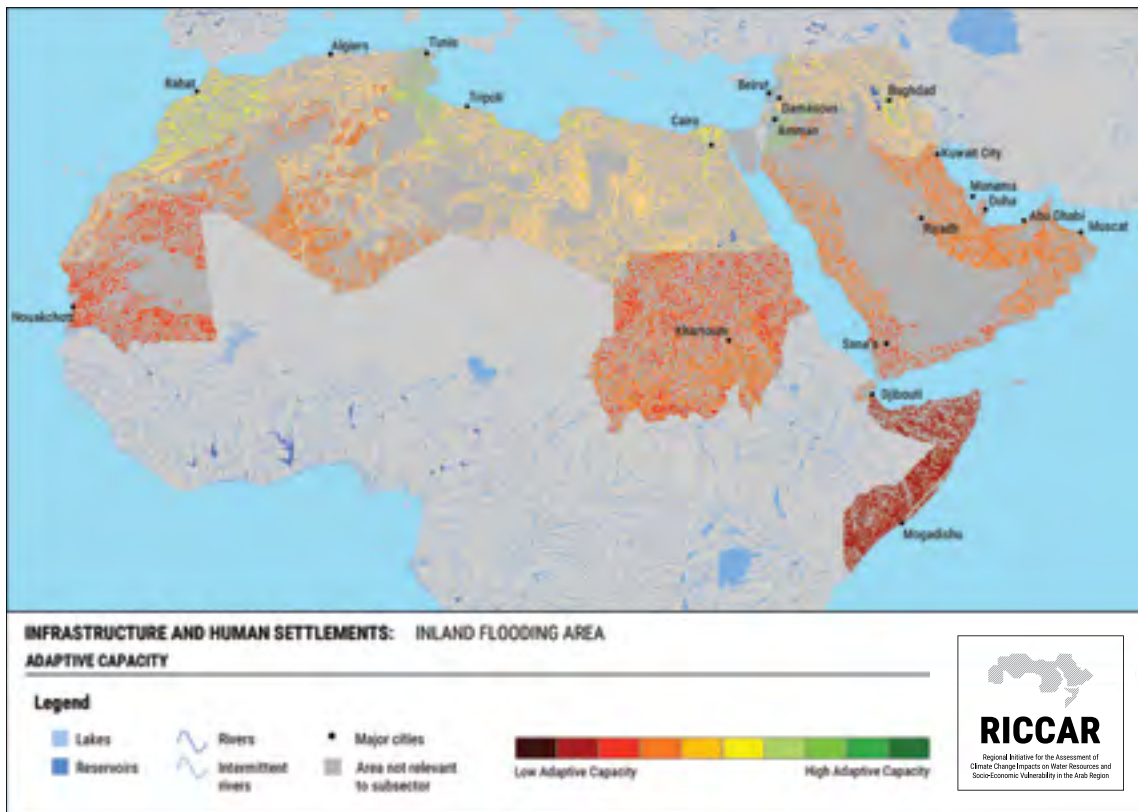 Algiers
Tunis
Rabat
Tripoli
Beirut
Damascus
Baghdad
Cairo
Amman
Kuwait City
Manama
Doha
Abu Dhabi
Riyadh
Muscat
Nouakchott
Khartoum
Sana'a
Djibouti
Mogadishu
INFRASTRUCTURE AND HUMAN SETTLEMENTS: INLAND FLOODING AREA
ADAPTIVE CAPACITY
Legend
Lakes
Reservoirs
Rivers
Intermittent
rivers
Major cities
Area not relevant
to subsector
Low Adaptive Capacity
High Adaptive Capacity
RICCAR
Regional Initiative for the Assessment of
Climate Change Impacts on Water Resources and
Socio-Economic Vulnerability in the Arab Region